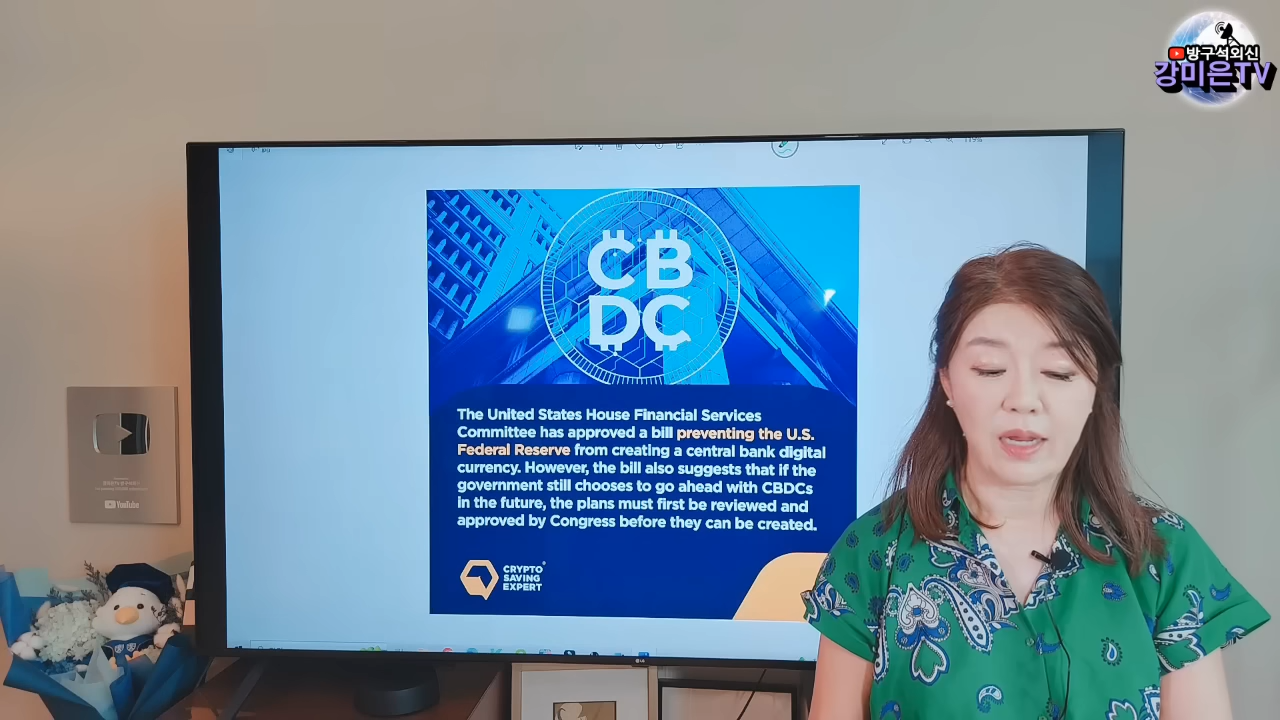 방구석외신
강미은TV
CB
DC
The United States House Financial Services
Committee has approved a bill preventing the U.S.
Federal Reserve from creating a central bank digital
currency. However, the bill also suggests that if the
government still chooses to go ahead with CBDCs
in the future, the plans must first be reviewed and
approved by Congress before they can be created.
CRYPTO
SAVING
EXPERT
YouTube
LG